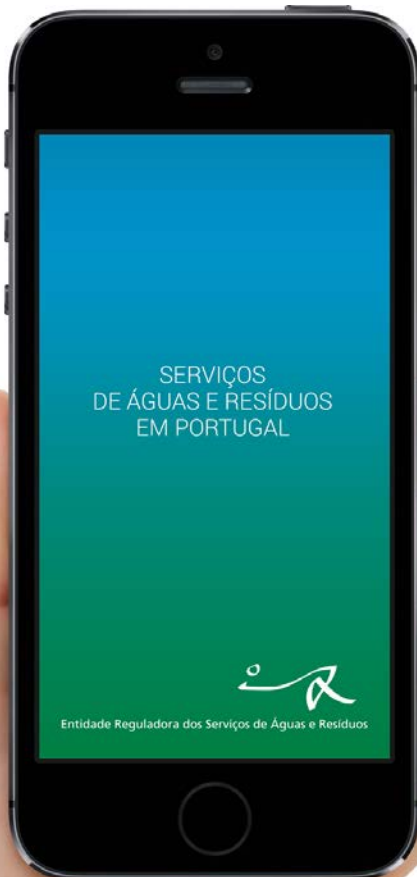 SERVIÇOS
DE ÁGUAS E RESÍDUOS
EM PORTUGAL
Entidade Reguladora dos Serviços de Águas e Resíduos